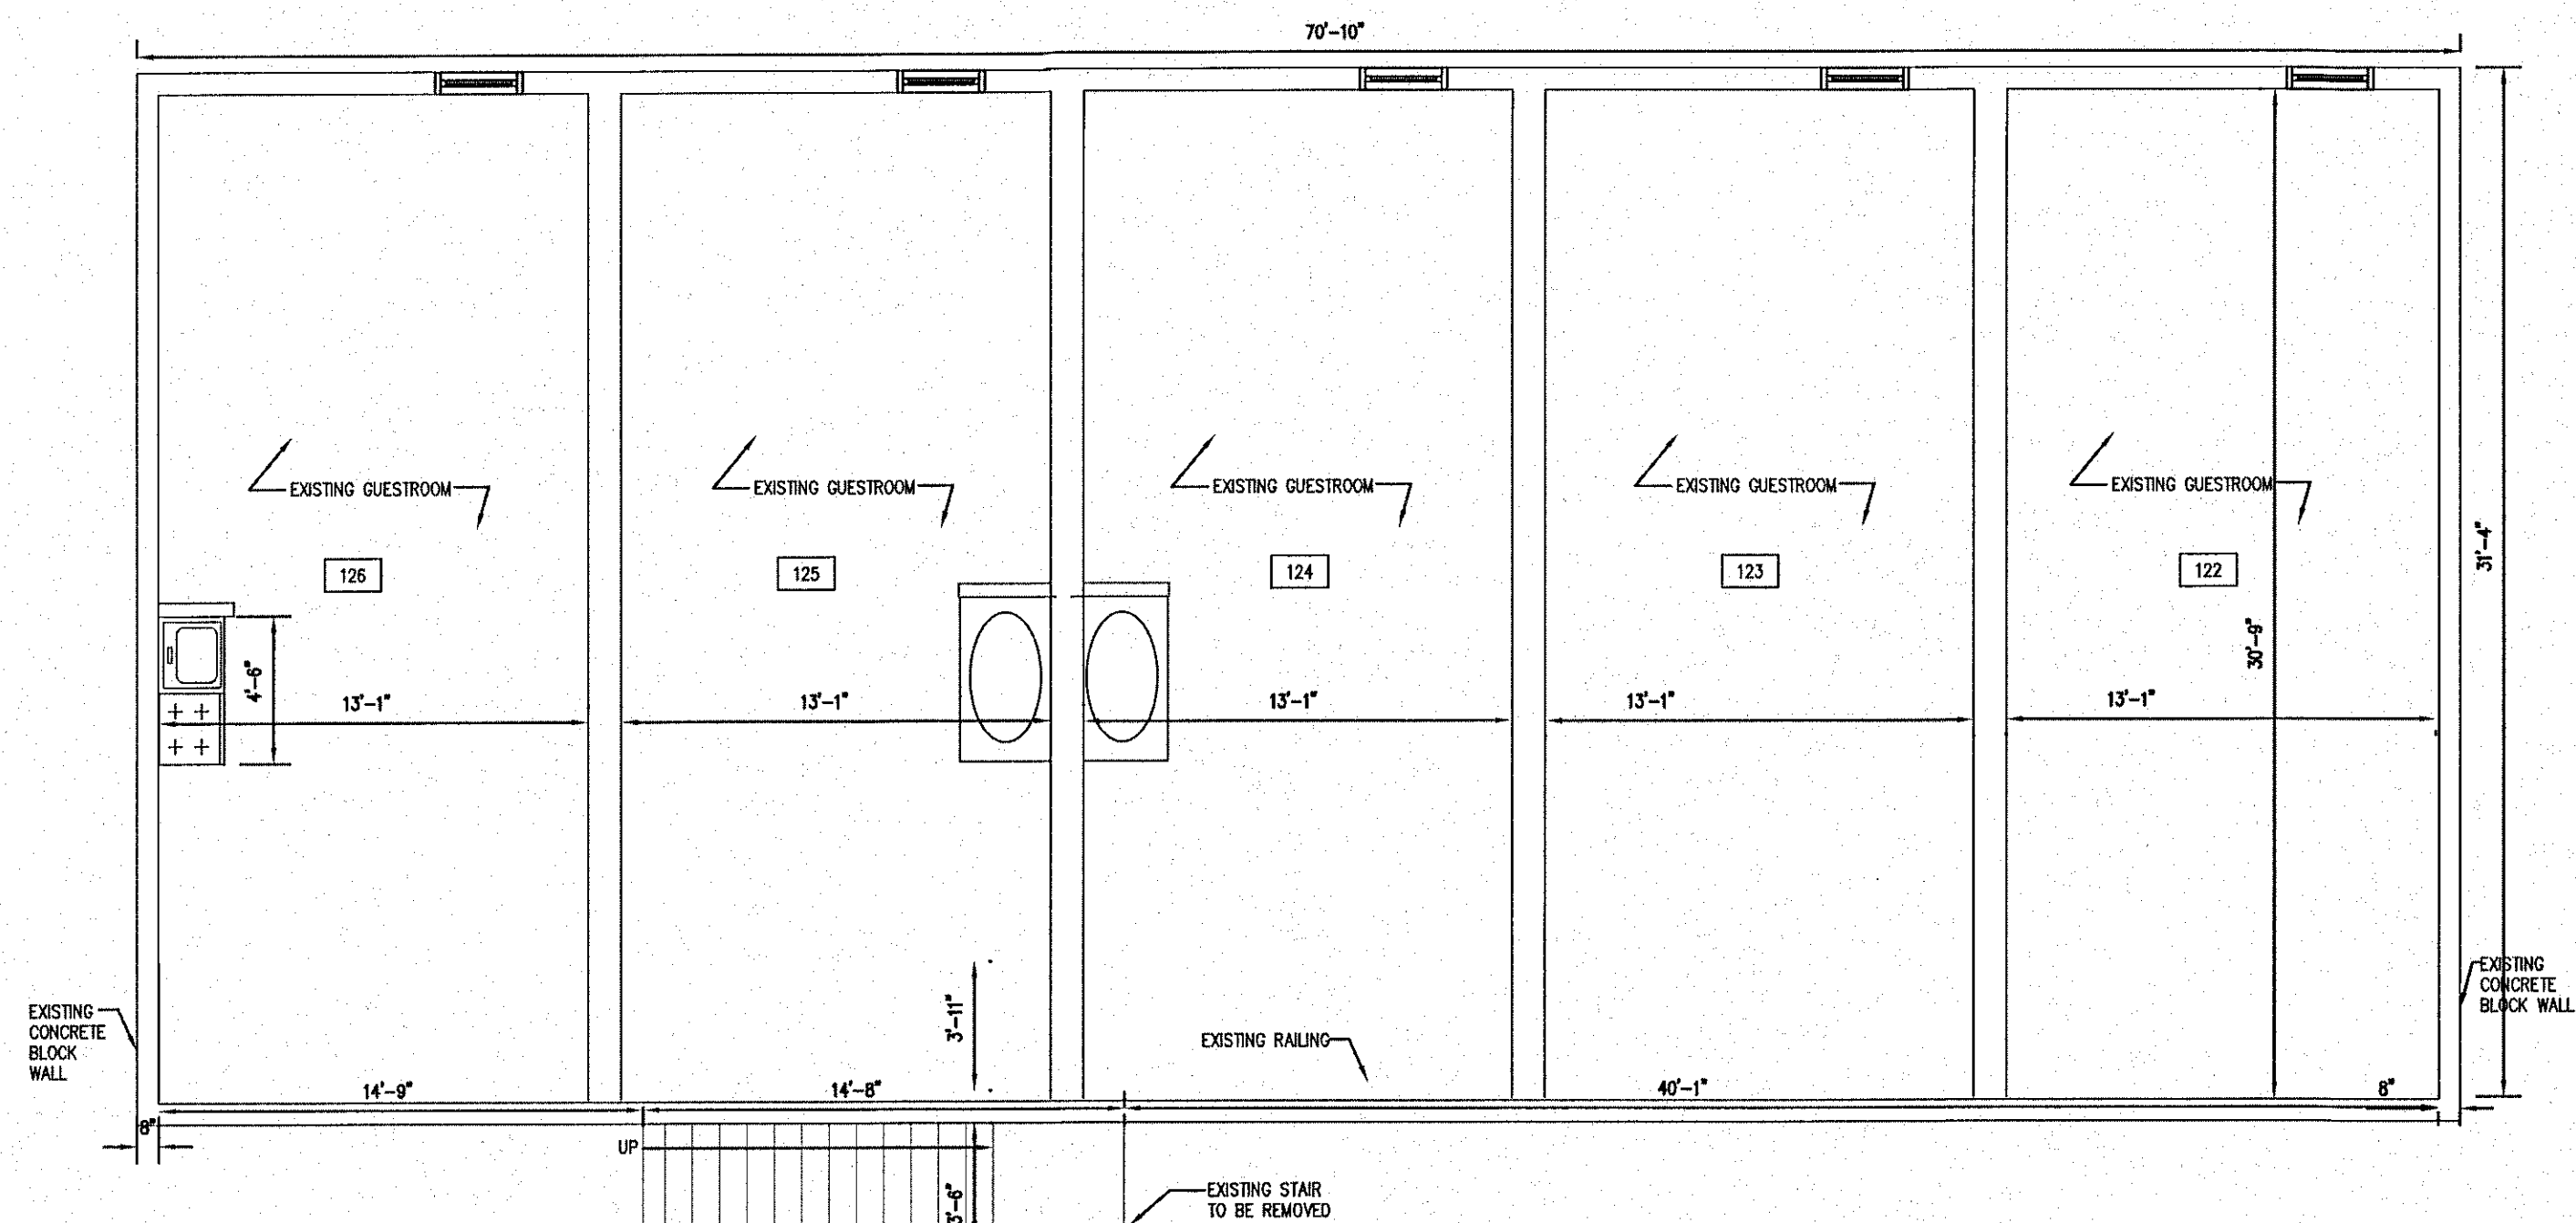 70'-10"
EXISTING GUESTROOM
EXISTING GUESTROOM
EXISTING GUESTROOM
EXISTING GUESTROOM
EXISTING GUESTROOM
31'-4"
126
125
124
123
122
4'-6"
30'-9"
13'-1"
13'-1"
13'-1"
13'-1"
13'-1"
EXISTING
CONCRETE
BLOCK
WALL
3'-11"
EXISTING RAILING
EXISTING
CONCRETE
BLOCK WALL
14'-9"
14'-8"
40'-1"
8"
8"
UP
3'-6"
EXISTING STAIR
TO BE REMOVED